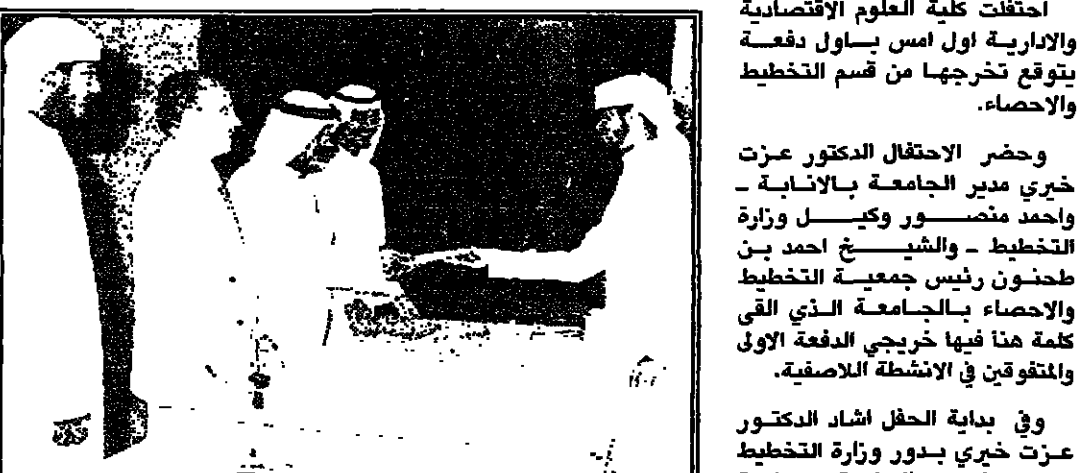 احتفلت كلية العلوم الاقتصادية
والادارية اول امس باول دفعة
يتوقع تخرجها من قسم التخطيط
والاحصاء.
وحضر الاحتفال الدكتور عزت
خيري مدير الجامعة بالانابة -
واحمد منصور وكيل وزارة
التخطيط - والشيخ احمد بن
طحنون رئيس جمعية التخطيط
والاحصاء بالجامعة الذي القى
كلمة هنأ فيها خريجي الدفعة الاولى
والمتفوقين في الانشطة اللاصفية.
وفي بداية الحفل اشاد الدكتور
عزت خيري بدور وزارة التخطيط